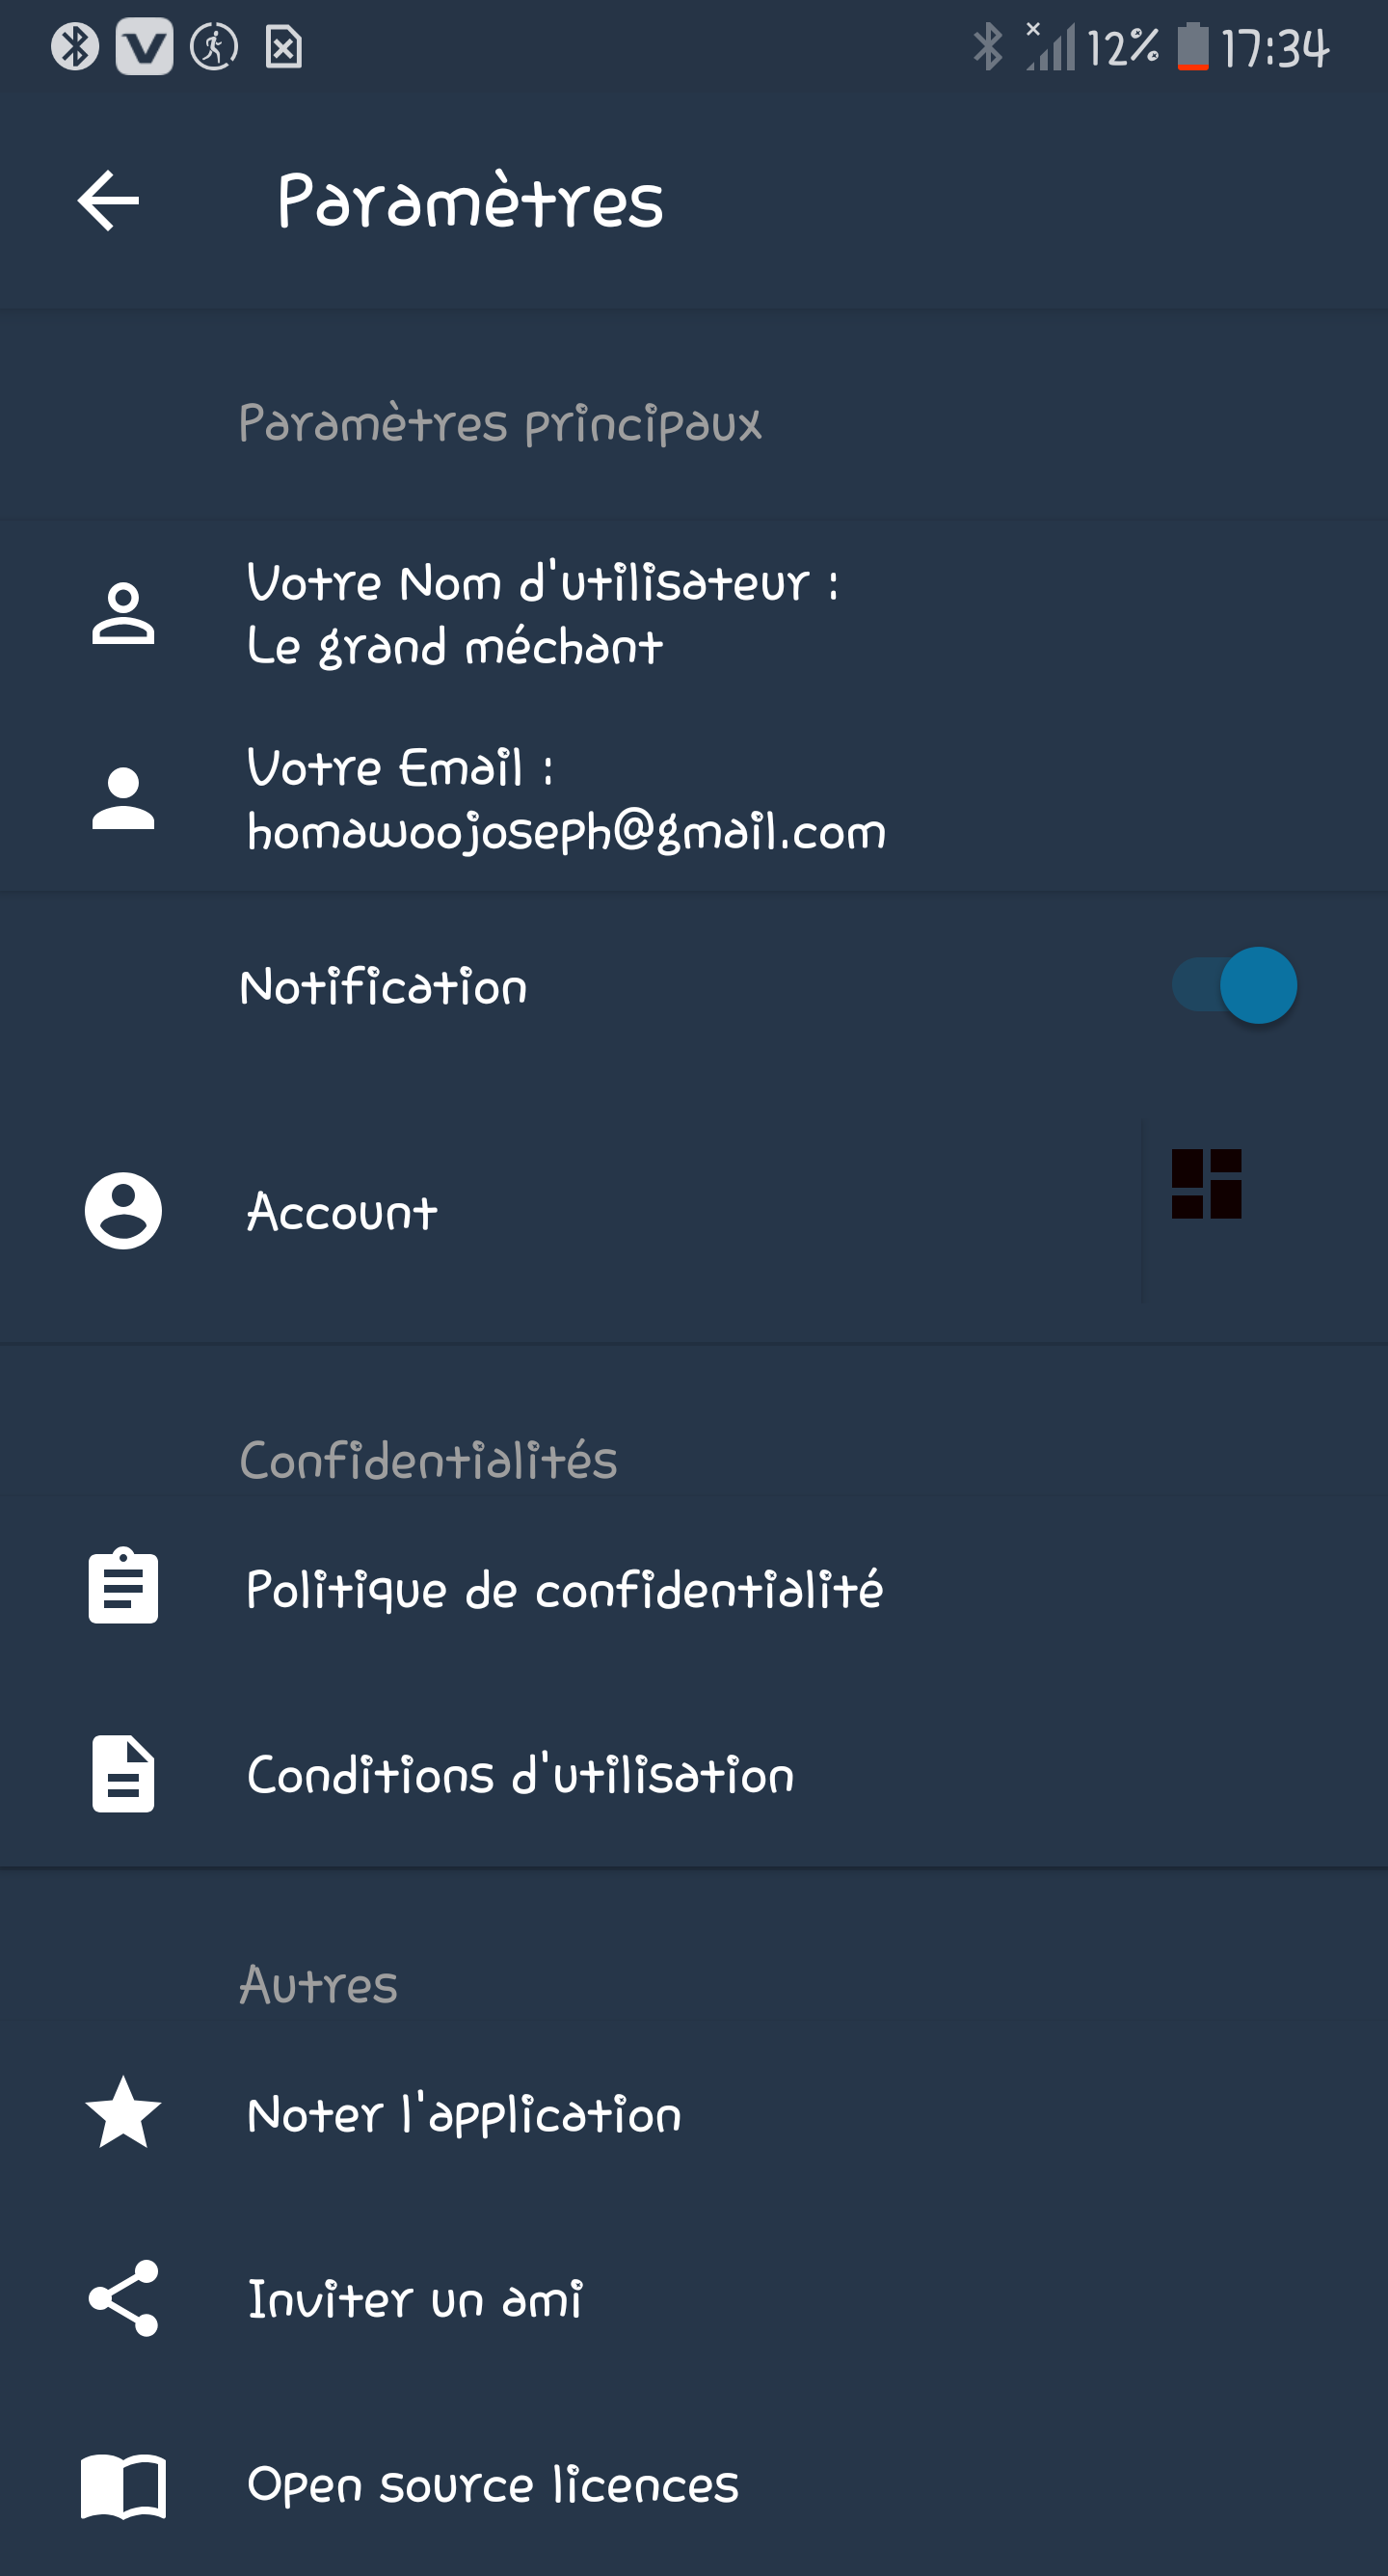 12% 17:34
Paramètres
Paramètres principaux
Votre Nom d'utilisateur :
Le grand méchant
Votre Email :
homawoojoseph@gmail.com
Notification
Account
Confidentialités
Politique de confidentialité
Conditions d'utilisation
Autres
Noter l'application
Inviter un ami
Open source licences